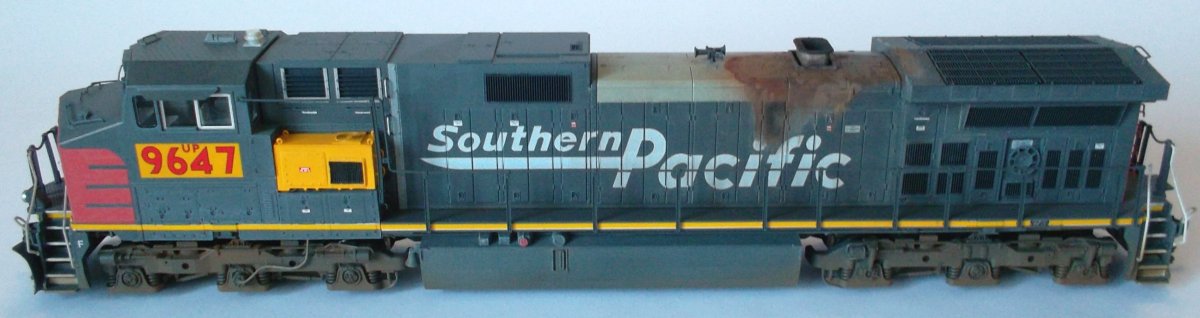 UP
9647
Southern
Pacific
F